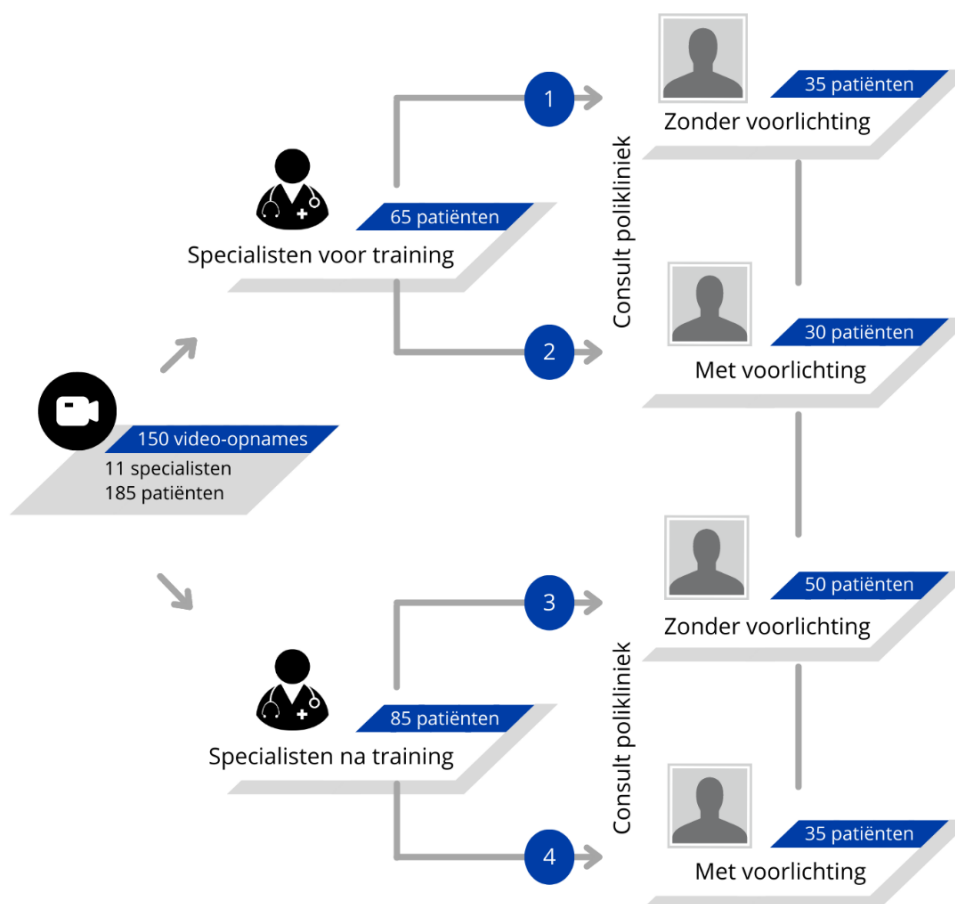 1
35 patiënten
Zonder voorlichting
65 patiënten
Specialisten voor training
Consult polikliniek
2
30 patiënten
Met voorlichting
150 video-opnames
11 specialisten
185 patiënten
3
50 patiënten
Zonder voorlichting
85 patiënten
Specialisten na training
Consult polikliniek
4
35 patiënten
Met voorlichting